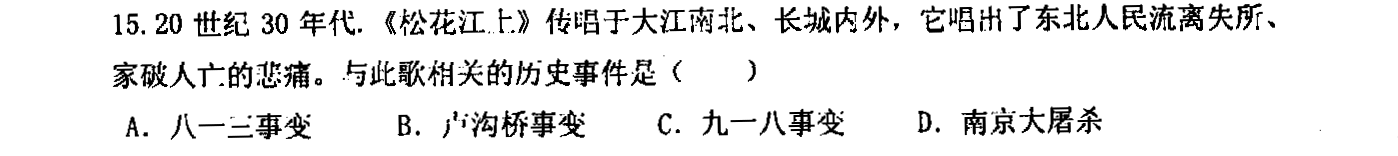 15. 20 世纪 30 年代.《松花江上》传唱于大江南北、长城内外，它唱出了东北人民流离失所、
家破人亡的悲痛。与此歌相关的历史事件是（　　）
A. 八一三事变　　B. 卢沟桥事变　　C. 九一八事变　　D. 南京大屠杀